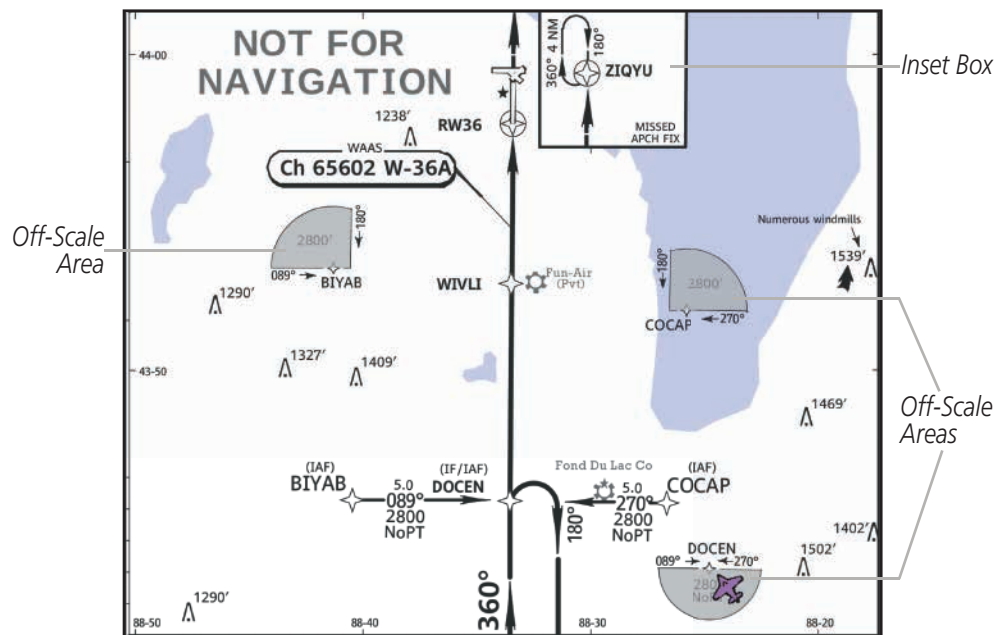 44-00
NOT FOR
NAVIGATION
360° 4 NM
180°
ZIQYU
MISSED
APCH FIX
Inset Box
1238'
RW36
WAAS
Ch 65602 W-36A
Off-Scale
Area
2800'
180°
089°
BIYAB
1290'
WIVLI
Fun-Air
(Pvt)
Numerous windmills
1539'
180°
2800'
COCAP
270°
1327'
1409'
43-50
1469'
Off-Scale
Areas
(IAF)
BIYAB
5.0
089°
2800
NoPT
(IF/IAF)
DOCEN
Fond Du Lac Co
180°
5.0
270°
2800
NoPT
(IAF)
COCAP
1402'
DOCEN
089°
270°
1502'
360°
1290'
88-50
88-40
88-30
88-20